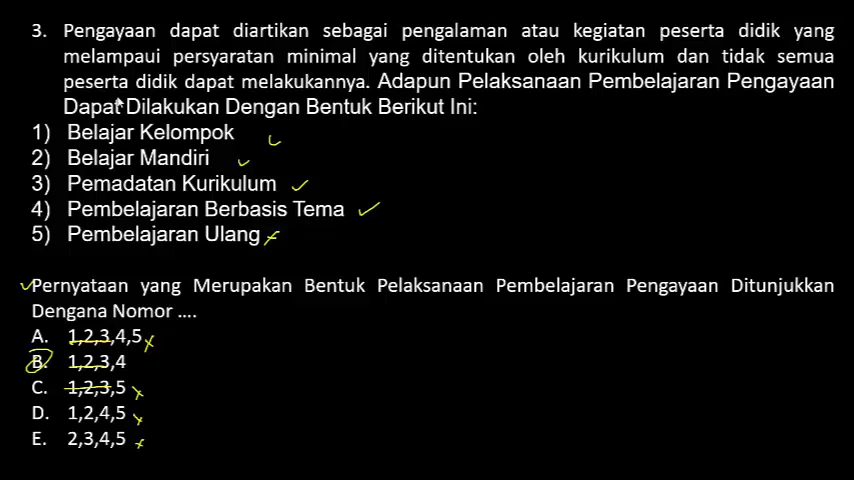 3. Pengayaan dapat diartikan sebagai pengalaman atau kegiatan peserta didik yang
melampaui persyaratan minimal yang ditentukan oleh kurikulum dan tidak semua
peserta didik dapat melakukannya. Adapun Pelaksanaan Pembelajaran Pengayaan
Dapat Dilakukan Dengan Bentuk Berikut Ini:
1) Belajar Kelompok
2) Belajar Mandiri
3) Pemadatan Kurikulum
4) Pembelajaran Berbasis Tema
5) Pembelajaran Ulang
Pernyataan yang Merupakan Bentuk Pelaksanaan Pembelajaran Pengayaan Ditunjukkan
Dengana Nomor ....
A. 1,2,3,4,5
B. 1,2,3,4
C. 1,2,3,5
D. 1,2,4,5
E. 2,3,4,5